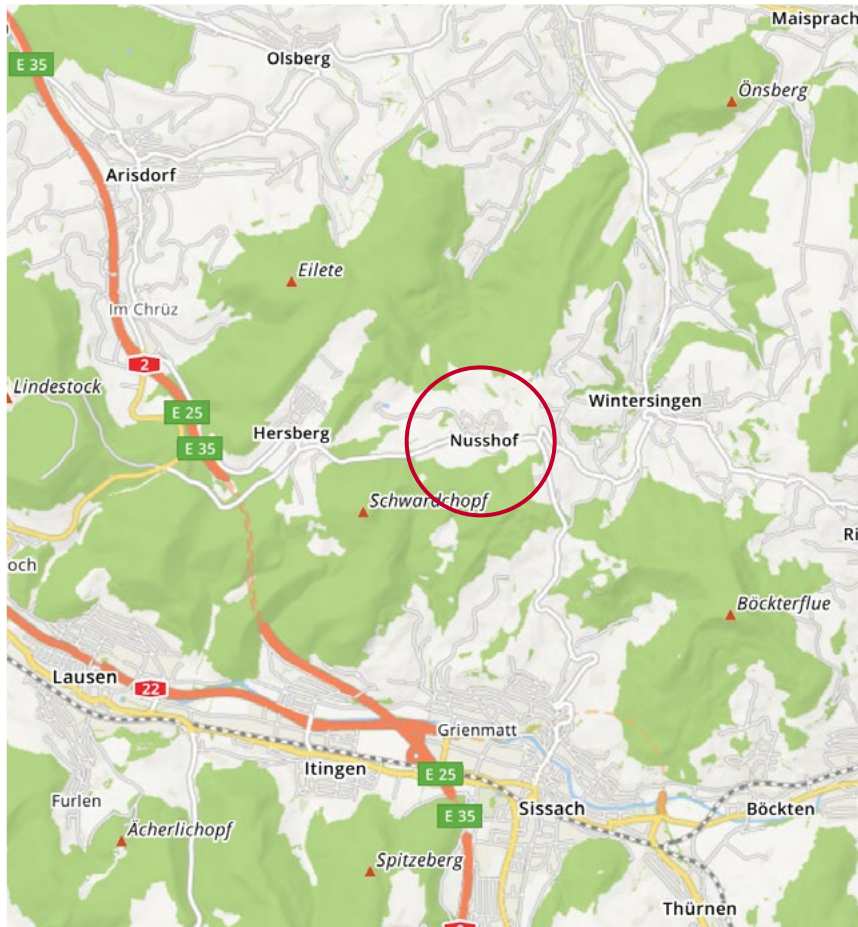 Maisprach
Olsberg
E 35
Önsberg
Arisdorf
Eilete
Im Chrüz
2
Lindestock
E 25
Wintersingen
Hersberg
Nusshof
E 35
Schwardchopf
Ri
och
Böckterflue
Lausen
22
Grienmatt
Itingen
E 25
Furlen
Sissach
Böckten
E 35
Ächerlichopf
Spitzeberg
Thürnen